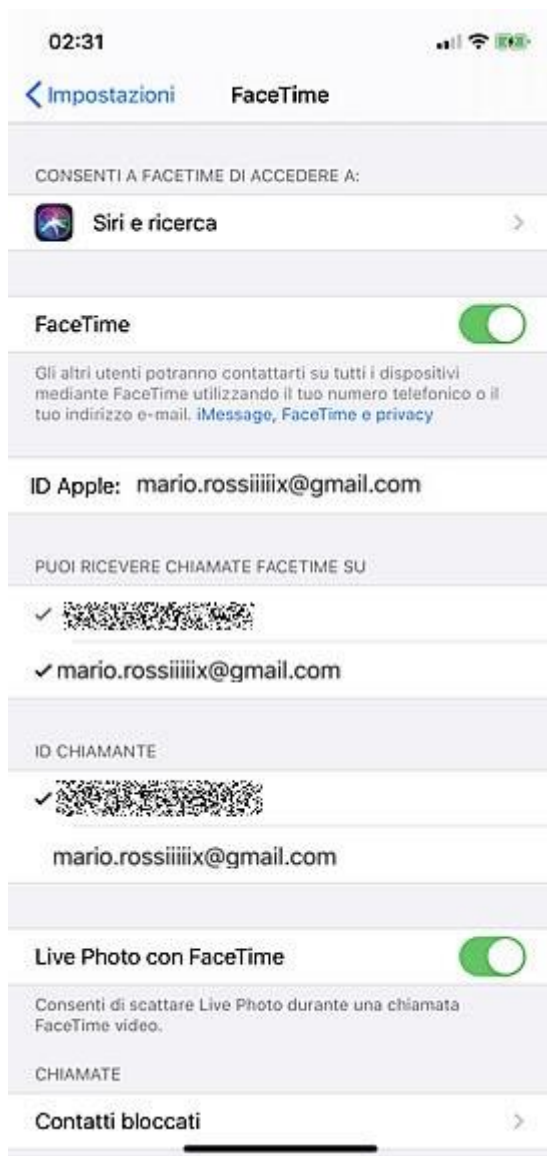 02:31
Impostazioni FaceTime
CONSENTI A FACETIME DI ACCEDERE A:
Siri e ricerca
FaceTime
Gli altri utenti potranno contattarti su tutti i dispositivi
mediante FaceTime utilizzando il tuo numero telefonico o il
tuo indirizzo e-mail. iMessage, FaceTime e privacy
ID Apple: mario.rossiiiiix@gmail.com
PUOI RICEVERE CHIAMATE FACETIME SU
mario.rossiiiiix@gmail.com
ID CHIAMANTE
mario.rossiiiiix@gmail.com
Live Photo con FaceTime
Consenti di scattare Live Photo durante una chiamata
FaceTime video.
CHIAMATE
Contatti bloccati